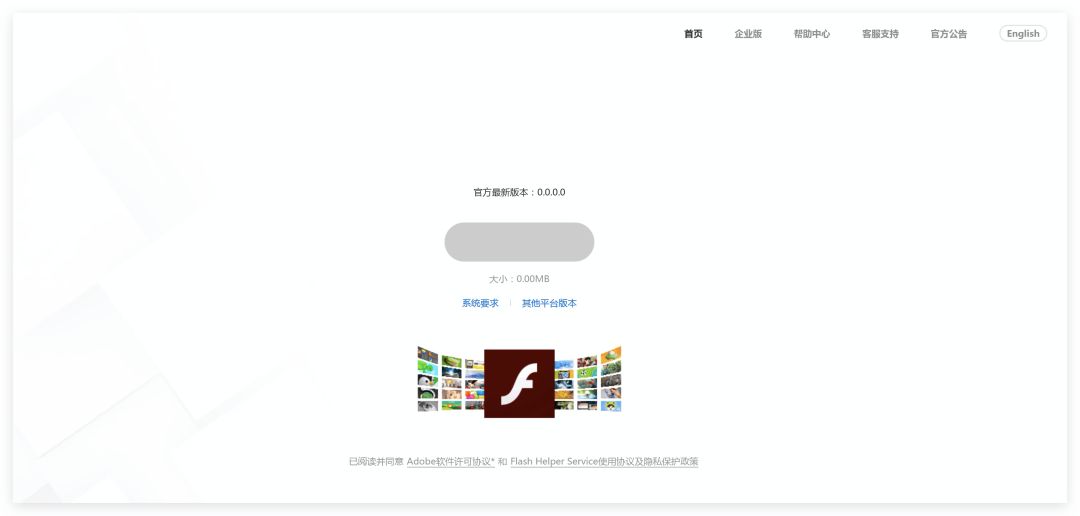 首页 企业版 帮助中心 客服支持 官方公告 English
官方最新版本：0.0.0.0
大小：0.00MB
系统要求 | 其他平台版本
已阅读并同意 Adobe软件许可协议* 和 Flash Helper Service使用协议及隐私保护政策